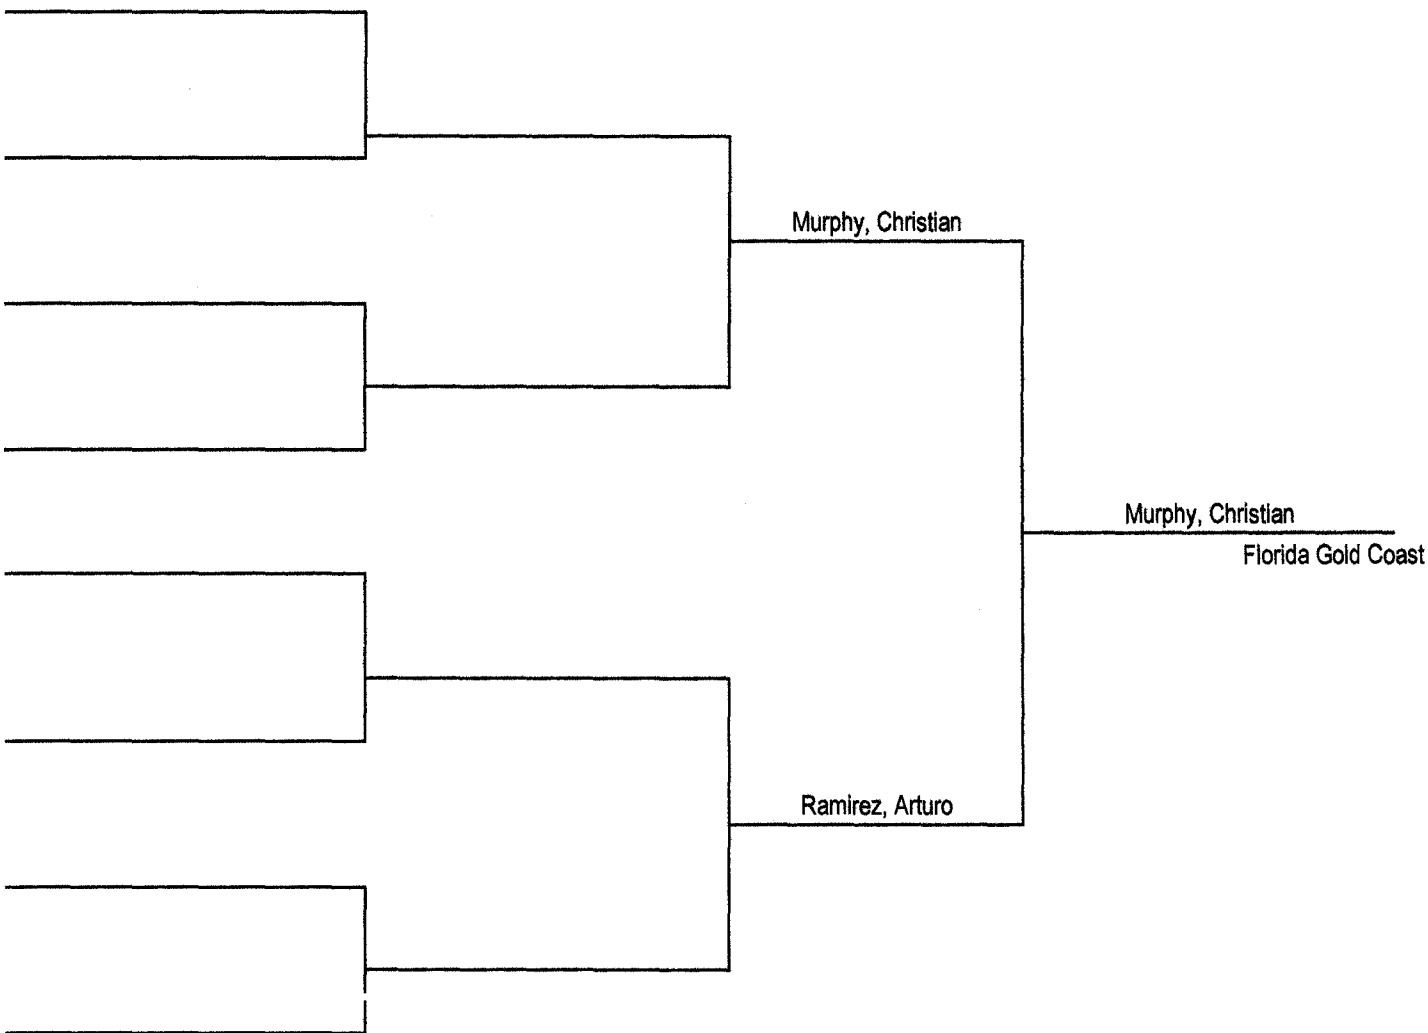 Murphy, Christian
Murphy, Christian
Florida Gold Coast
Ramirez, Arturo